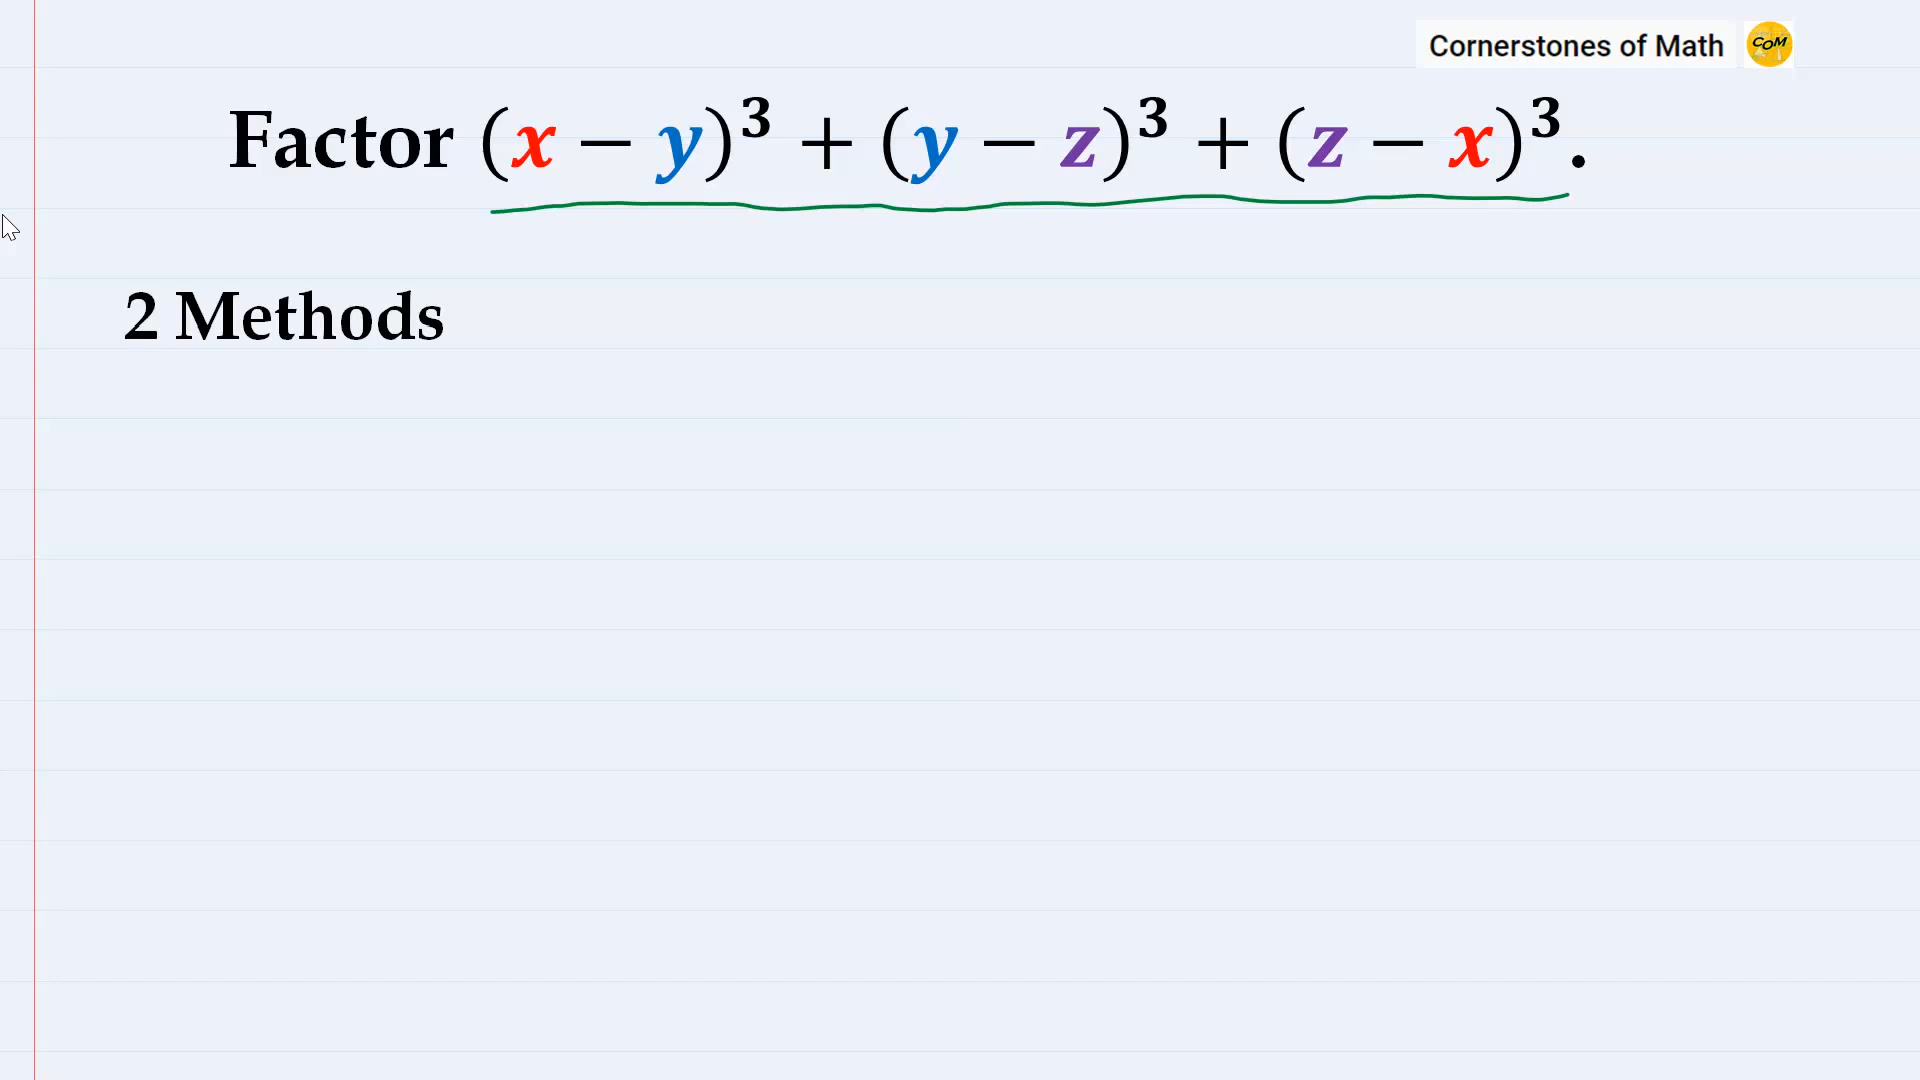 Cornerstones of Math COM
Factor (x − y)³ + (y − z)³ + (z − x)³.
2 Methods